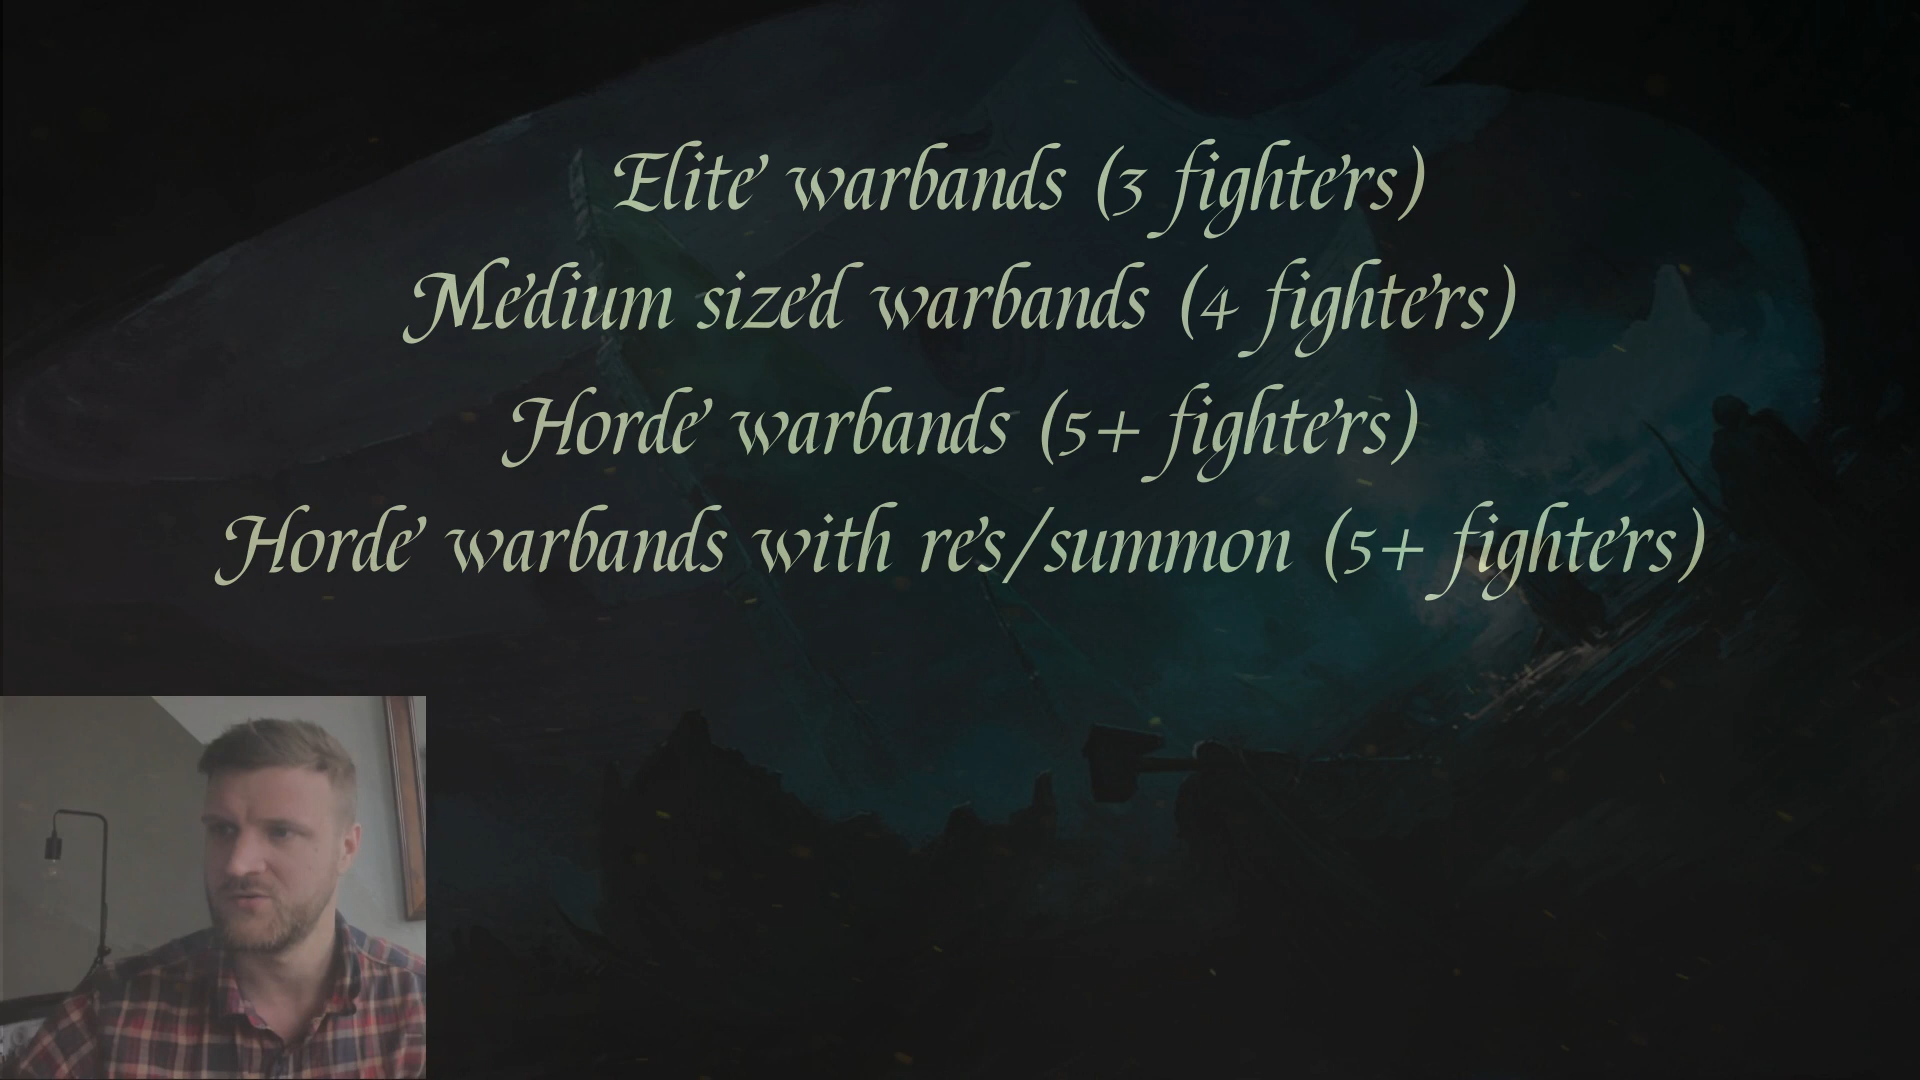 Elite warbands (3 fighters)
Medium sized warbands (4 fighters)
Horde warbands (5+ fighters)
Horde warbands with res/summon (5+ fighters)